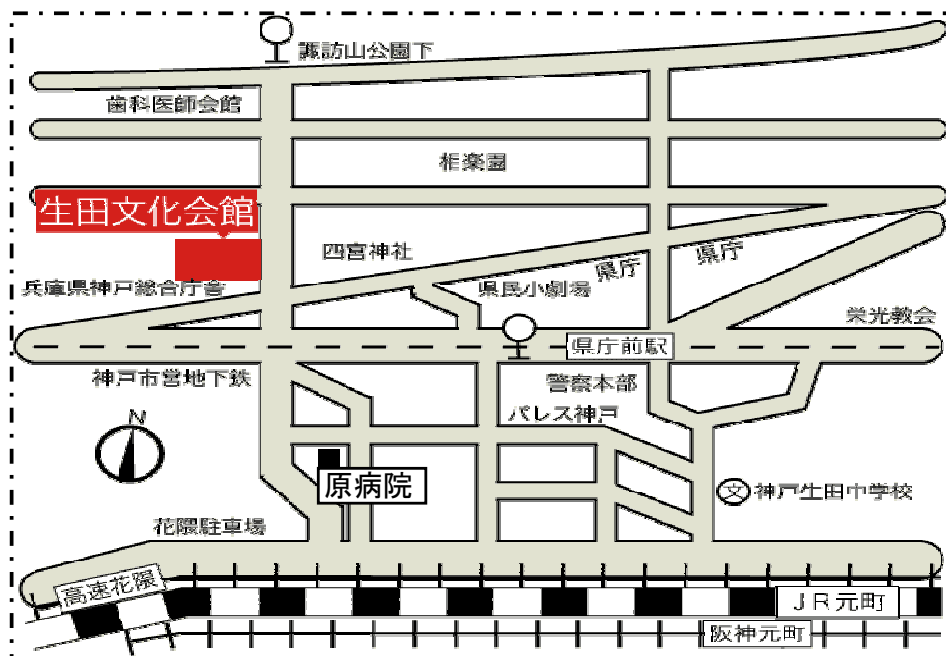 諏訪山公園下
歯科医師会館
相楽園
生田文化会館
四宮神社
県庁
県庁
兵庫県神戸総合庁舎
県民小劇場
栄光教会
県庁前駅
神戸市営地下鉄
警察本部
パレス神戸
N
原病院
文 神戸生田中学校
花隈駐車場
高速花隈
JR元町
阪神元町